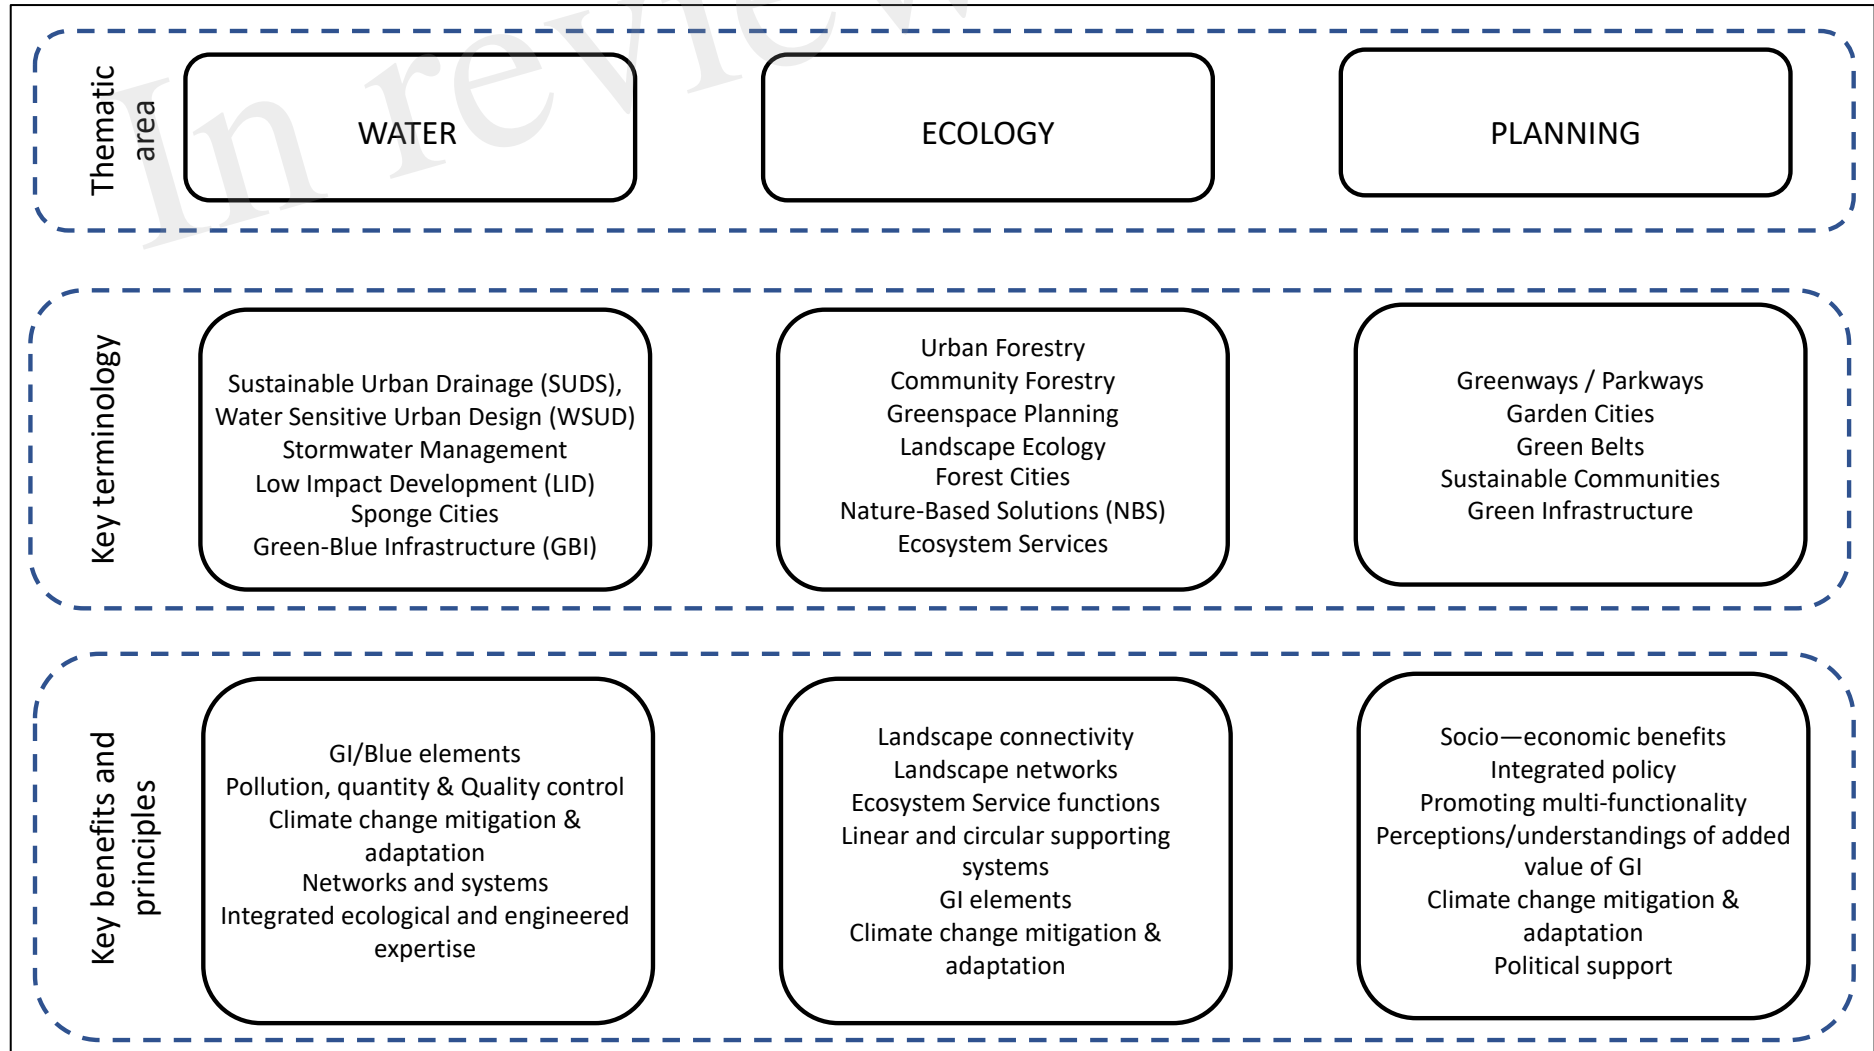 In review
Thematic
area
WATER
ECOLOGY
PLANNING
Key terminology
Sustainable Urban Drainage (SUDS),
Water Sensitive Urban Design (WSUD)
Stormwater Management
Low Impact Development (LID)
Sponge Cities
Green-Blue Infrastructure (GBI)
Urban Forestry
Community Forestry
Greenspace Planning
Landscape Ecology
Forest Cities
Nature-Based Solutions (NBS)
Ecosystem Services
Greenways / Parkways
Garden Cities
Green Belts
Sustainable Communities
Green Infrastructure
Key benefits and
principles
GI/Blue elements
Pollution, quantity & Quality control
Climate change mitigation &
adaptation
Networks and systems
Integrated ecological and engineered
expertise
Landscape connectivity
Landscape networks
Ecosystem Service functions
Linear and circular supporting
systems
GI elements
Climate change mitigation &
adaptation
Socio—economic benefits
Integrated policy
Promoting multi-functionality
Perceptions/understandings of added
value of GI
Climate change mitigation &
adaptation
Political support